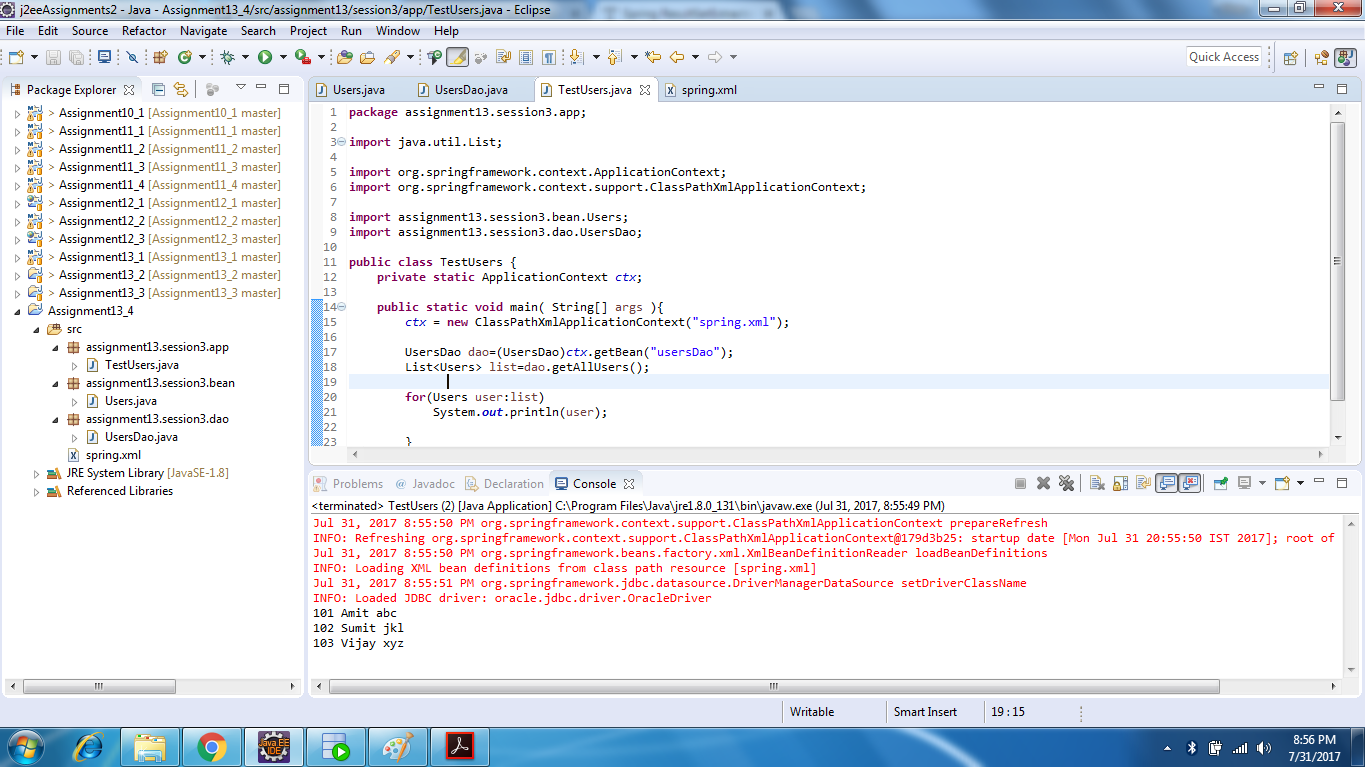 j2eeAssignments2 - Java - Assignment13_4/src/assignment13/session3/app/TestUsers.java - Eclipse
File Edit Source Refactor Navigate Search Project Run Window Help
Quick Access
Package Explorer
> Assignment10_1 [Assignment10_1 master]
> Assignment11_1 [Assignment11_1 master]
> Assignment11_2 [Assignment11_2 master]
> Assignment11_3 [Assignment11_3 master]
> Assignment11_4 [Assignment11_4 master]
> Assignment12_1 [Assignment12_1 master]
> Assignment12_2 [Assignment12_2 master]
> Assignment12_3 [Assignment12_3 master]
> Assignment13_1 [Assignment13_1 master]
> Assignment13_2 [Assignment13_2 master]
> Assignment13_3 [Assignment13_3 master]
Assignment13_4
src
assignment13.session3.app
TestUsers.java
assignment13.session3.bean
Users.java
assignment13.session3.dao
UsersDao.java
spring.xml
JRE System Library [JavaSE-1.8]
Referenced Libraries
Users.java UsersDao.java TestUsers.java spring.xml
1 package assignment13.session3.app;
2
3 import java.util.List;
4
5 import org.springframework.context.ApplicationContext;
6 import org.springframework.context.support.ClassPathXmlApplicationContext;
7
8 import assignment13.session3.bean.Users;
9 import assignment13.session3.dao.UsersDao;
10
11 public class TestUsers {
12 private static ApplicationContext ctx;
13
14 public static void main( String[] args ){
15 ctx = new ClassPathXmlApplicationContext("spring.xml");
16
17 UsersDao dao=(UsersDao)ctx.getBean("usersDao");
18 List<Users> list=dao.getAllUsers();
19
20 for(Users user:list)
21 System.out.println(user);
22
23 }
Problems @ Javadoc Declaration Console
<terminated> TestUsers (2) [Java Application] C:\Program Files\Java\jre1.8.0_131\bin\javaw.exe (Jul 31, 2017, 8:55:49 PM)
Jul 31, 2017 8:55:50 PM org.springframework.context.support.ClassPathXmlApplicationContext prepareRefresh
INFO: Refreshing org.springframework.context.support.ClassPathXmlApplicationContext@179d3b25: startup date [Mon Jul 31 20:55:50 IST 2017]; root of
Jul 31, 2017 8:55:50 PM org.springframework.beans.factory.xml.XmlBeanDefinitionReader loadBeanDefinitions
INFO: Loading XML bean definitions from class path resource [spring.xml]
Jul 31, 2017 8:55:51 PM org.springframework.jdbc.datasource.DriverManagerDataSource setDriverClassName
INFO: Loaded JDBC driver: oracle.jdbc.driver.OracleDriver
101 Amit abc
102 Sumit jkl
103 Vijay xyz
Writable Smart Insert 19 : 15
Java EE
IDE
8:56 PM
7/31/2017